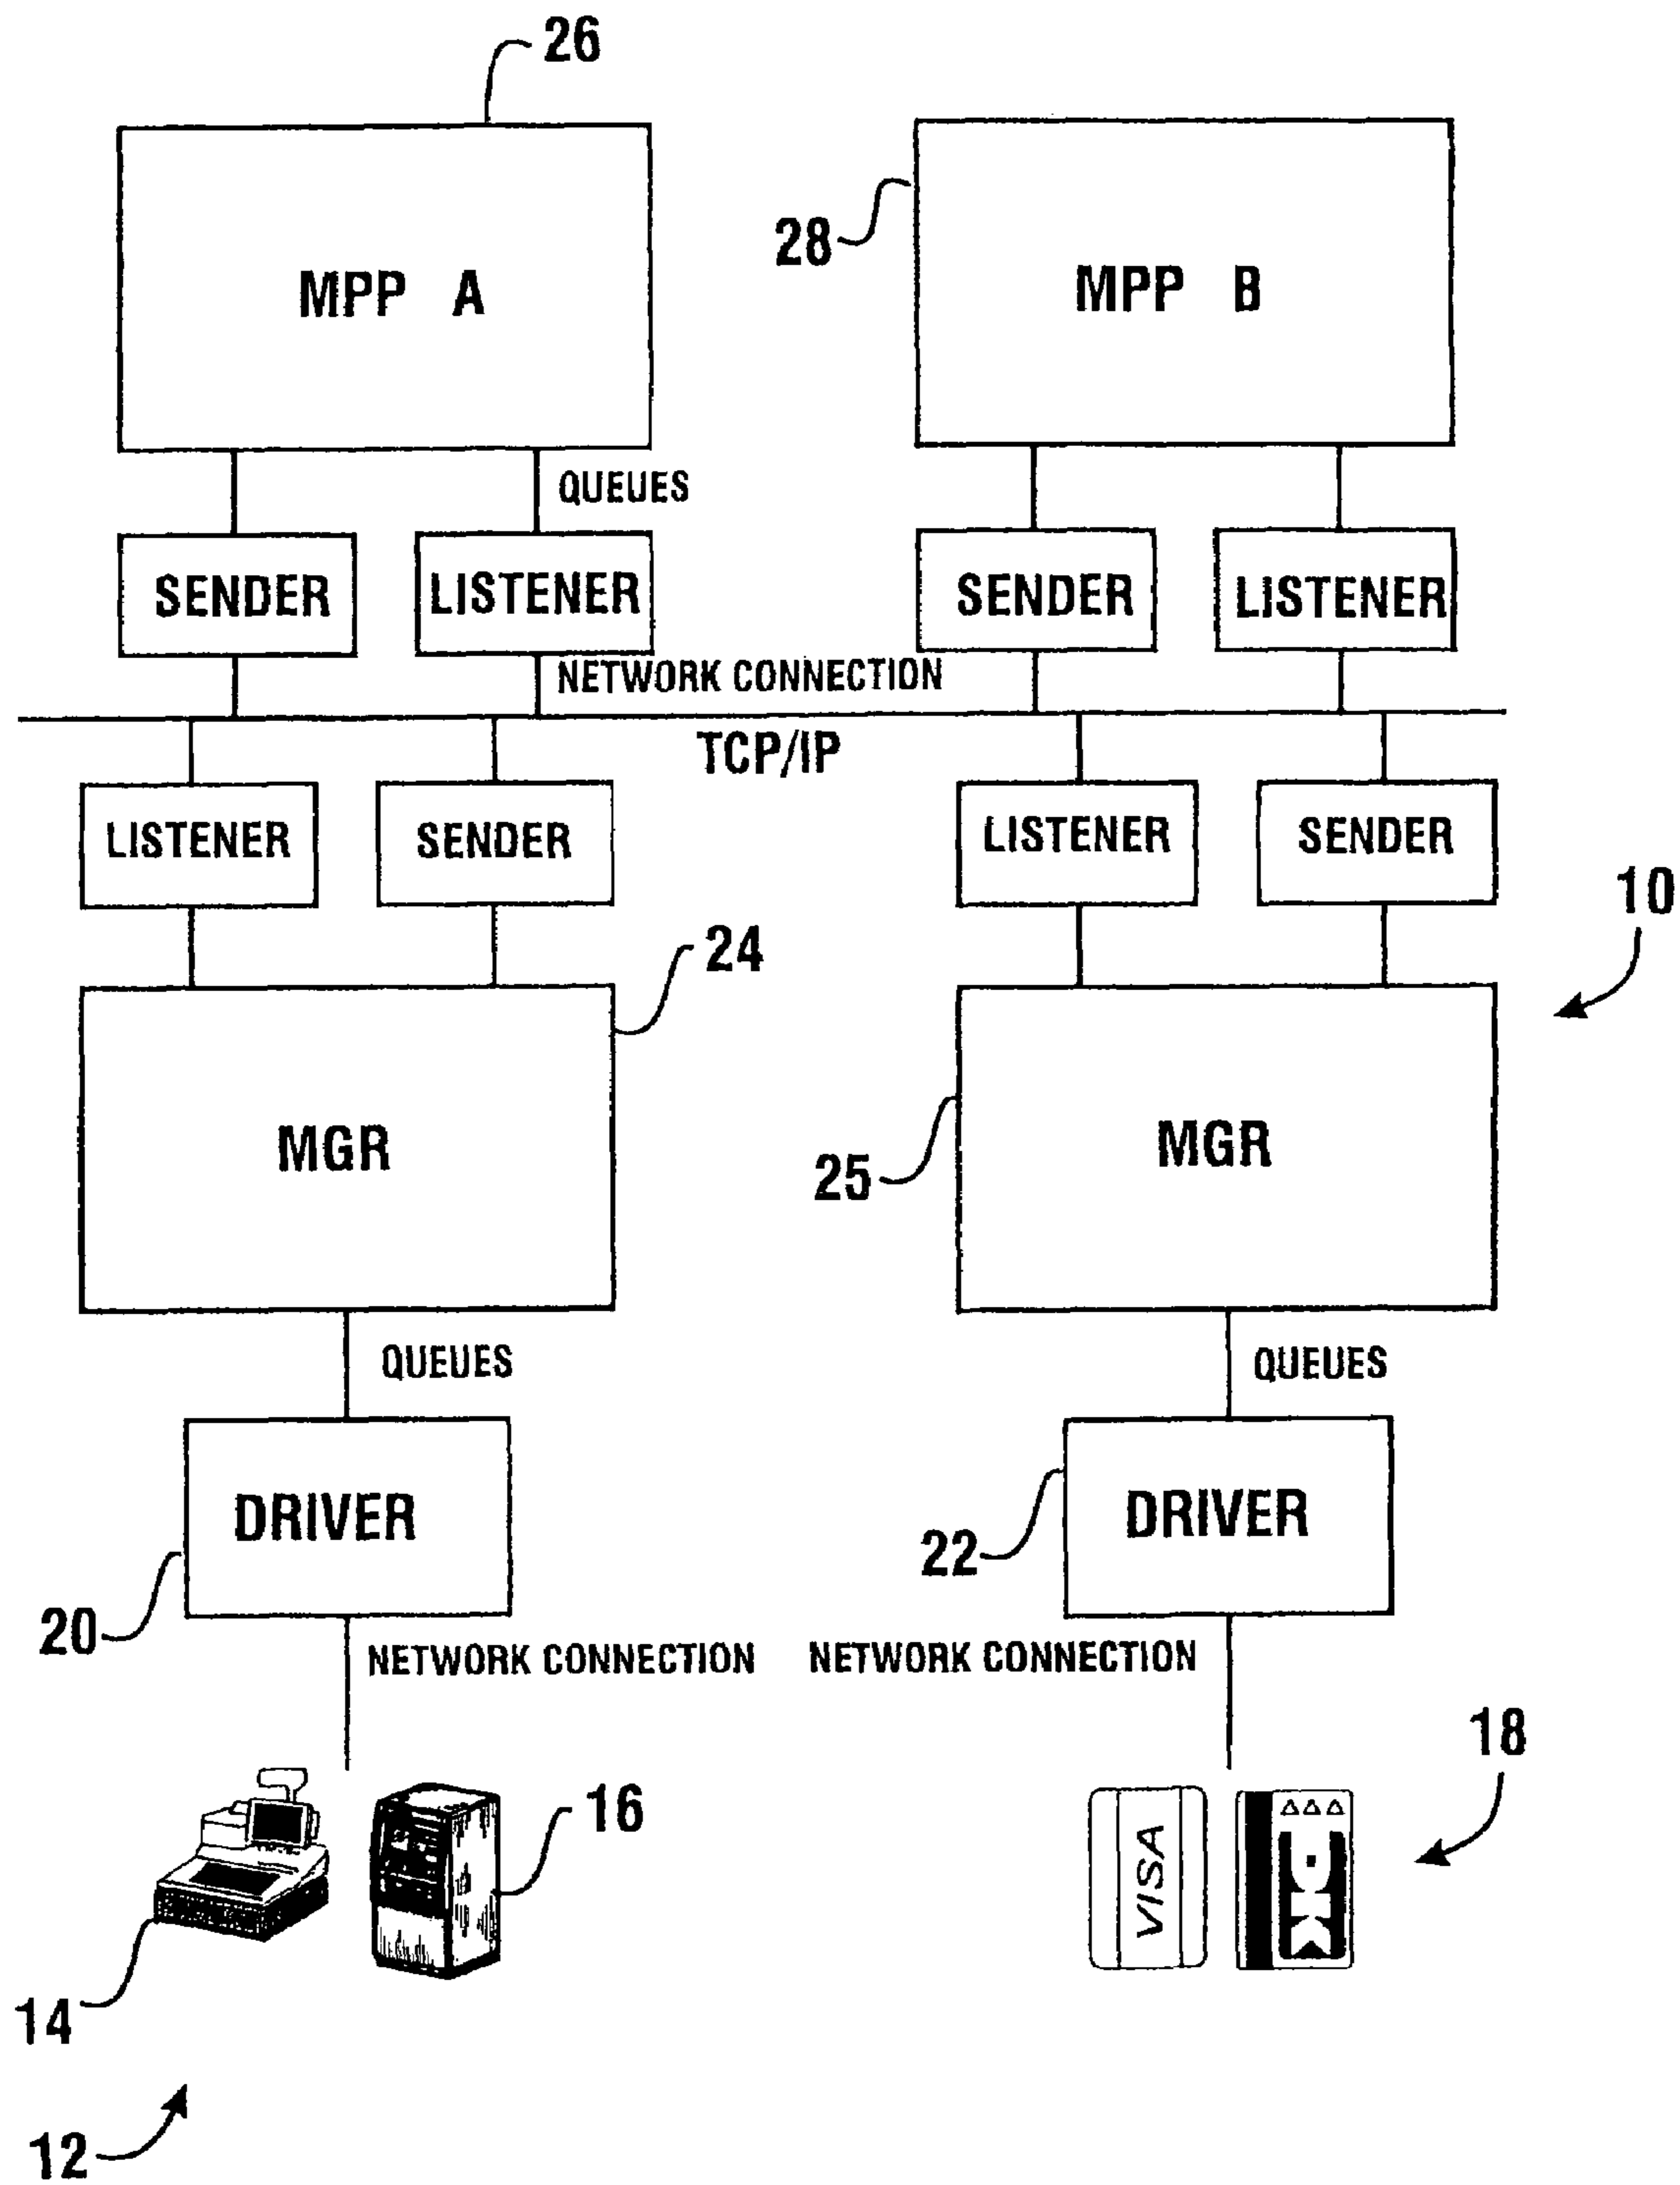 26
28
MPP A
MPP B
QUEUES
SENDER
LISTENER
SENDER
LISTENER
NETWORK CONNECTION
TCP/IP
LISTENER
SENDER
LISTENER
SENDER
10
24
MGR
25
MGR
QUEUES
QUEUES
DRIVER
20
22
DRIVER
NETWORK CONNECTION
NETWORK CONNECTION
18
16
VISA
14
12